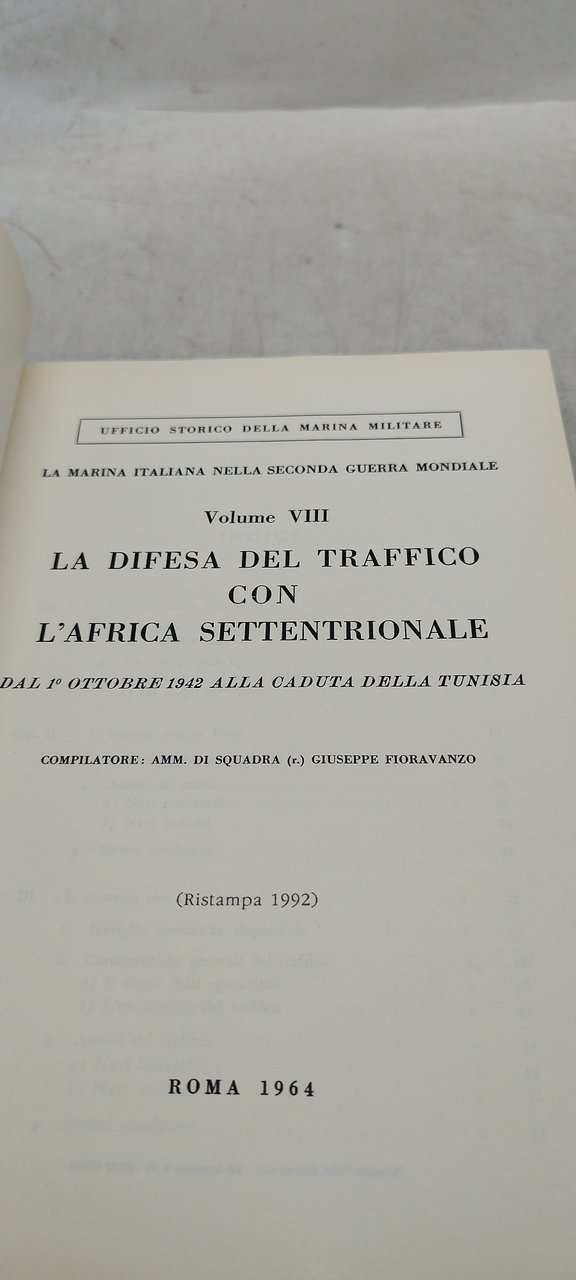 UFFICIO STORICO DELLA MARINA MILITARE
LA MARINA ITALIANA NELLA SECONDA GUERRA MONDIALE
Volume VIII
LA DIFESA DEL TRAFFICO
CON
L'AFRICA SETTENTRIONALE
DAL 1º OTTOBRE 1942 ALLA CADUTA DELLA TUNISIA
COMPILATORE: AMM. DI SQUADRA (r.) GIUSEPPE FIORAVANZO
(Ristampa 1992)
ROMA 1964